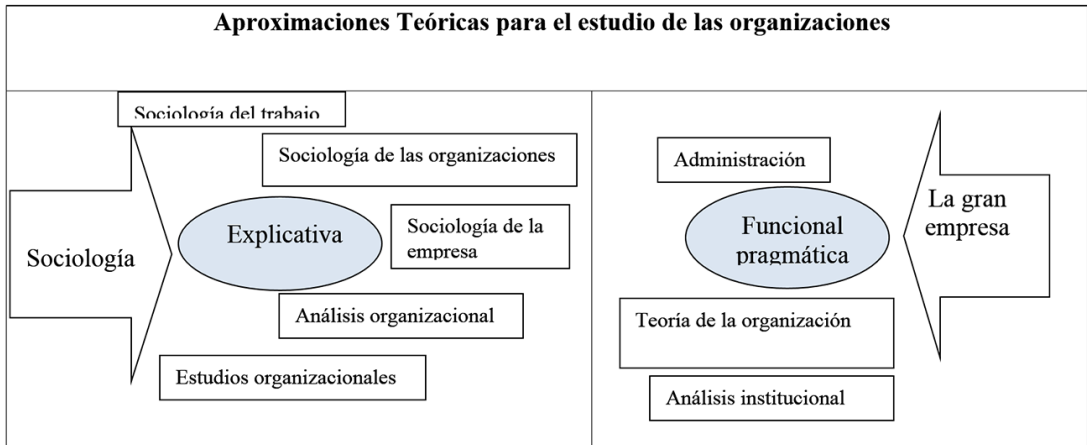 Aproximaciones Teóricas para el estudio de las organizaciones
Sociología del trabajo
Sociología de las organizaciones
Explicativa
Sociología de la
empresa
Sociología
Análisis organizacional
Estudios organizacionales
Administración
La gran
empresa
Funcional
pragmática
Teoría de la organización
Análisis institucional